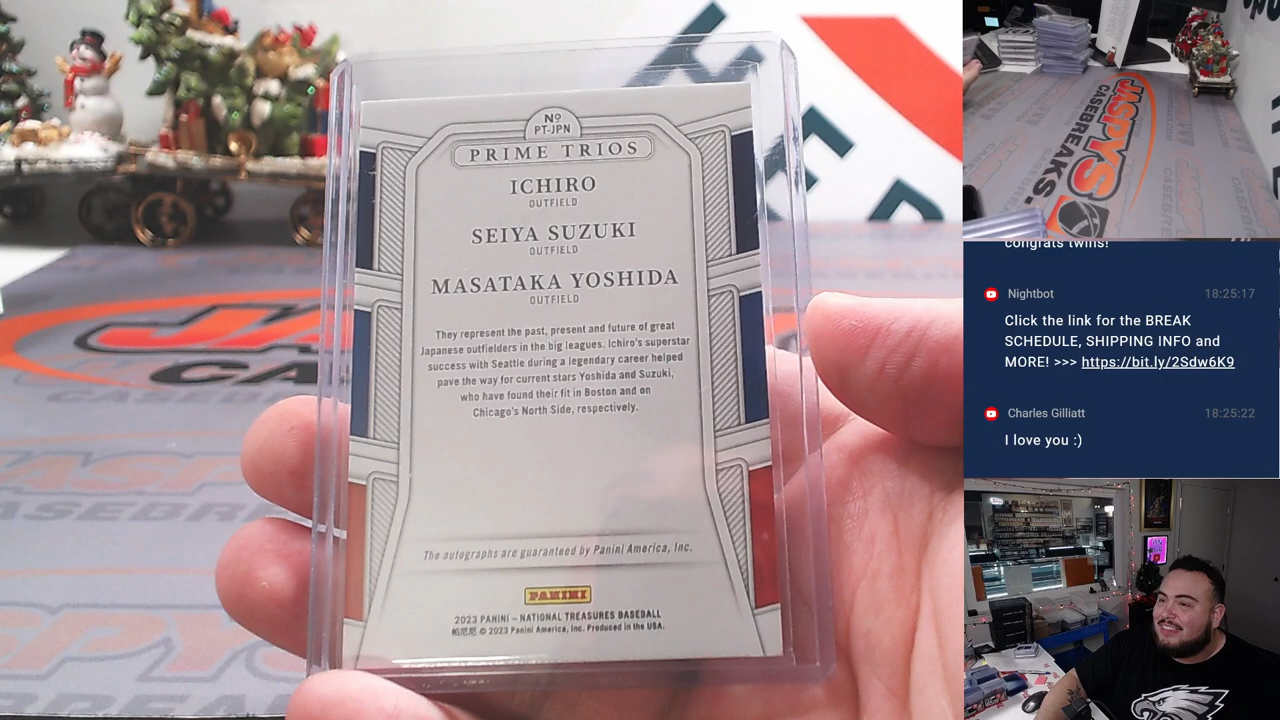 Nº
PT-JPN
PRIME TRIOS
ICHIRO
OUTFIELD
SEIYA SUZUKI
OUTFIELD
MASATAKA YOSHIDA
OUTFIELD
They represent the past, present and future of great
Japanese outfielders in the big leagues. Ichiro's superstar
success with Seattle during a legendary career helped
pave the way for current stars Yoshida and Suzuki,
who have found their fit in Boston and on
Chicago's North Side, respectively.
The autographs are guaranteed by Panini America, Inc.
PANINI
2023 PANINI – NATIONAL TREASURES BASEBALL
帕尼尼 © 2023 Panini America, Inc. Produced in the USA.
JASPYS
CASEBREAKS
congrats twins!
Nightbot 18:25:17
Click the link for the BREAK
SCHEDULE, SHIPPING INFO and
MORE! >>> https://bit.ly/2Sdw6K9
Charles Gilliatt 18:25:22
I love you :)